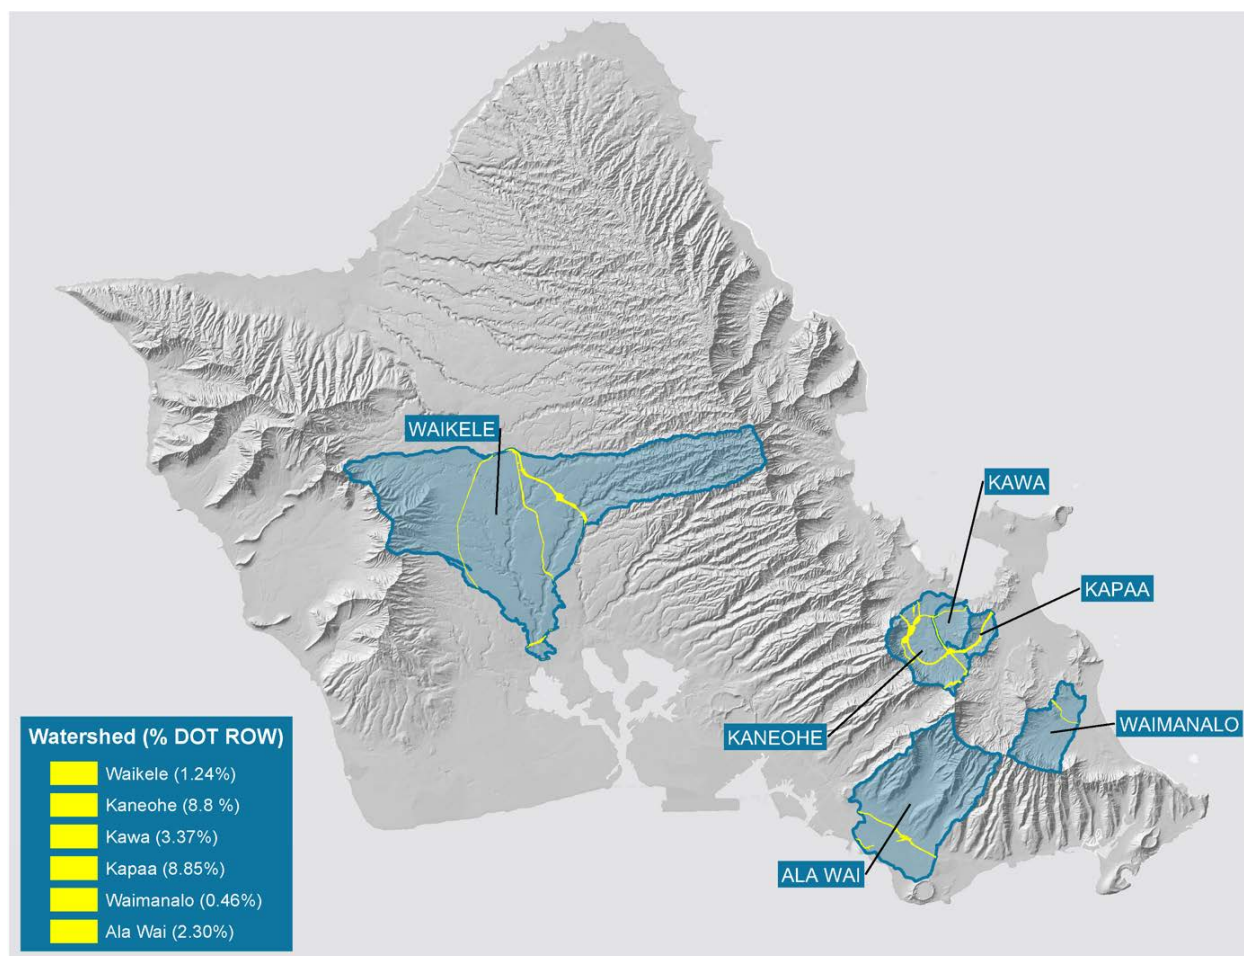 WAIKELE
KAWA
KAPAA
KANEOHE
WAIMANALO
ALA WAI
Watershed (% DOT ROW)
Waikele (1.24%)
Kaneohe (8.8 %)
Kawa (3.37%)
Kapaa (8.85%)
Waimanalo (0.46%)
Ala Wai (2.30%)